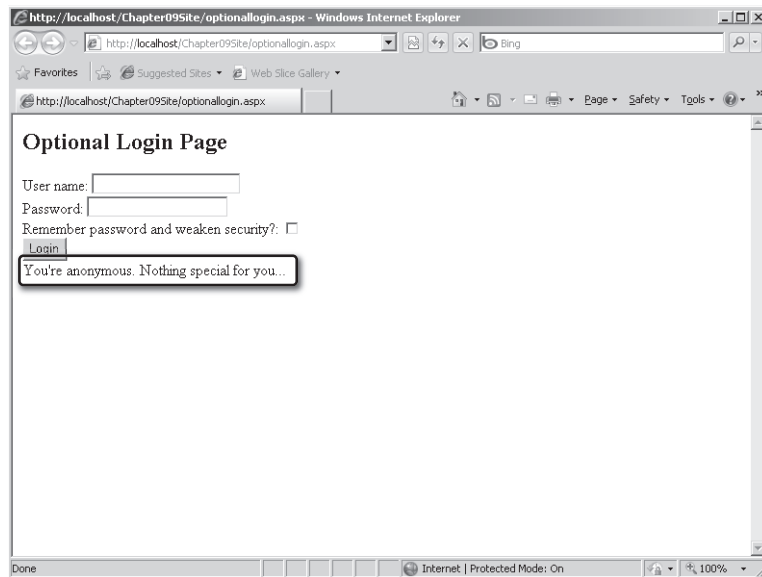 http://localhost/Chapter09Site/optionallogin.aspx - Windows Internet Explorer
http://localhost/Chapter09Site/optionallogin.aspx
Bing
Favorites
Suggested Sites
Web Slice Gallery
http://localhost/Chapter09Site/optionallogin.aspx
Page
Safety
Tools
Optional Login Page
User name:
Password:
Remember password and weaken security?:
Login
You're anonymous. Nothing special for you...
Done
Internet | Protected Mode: On
100%